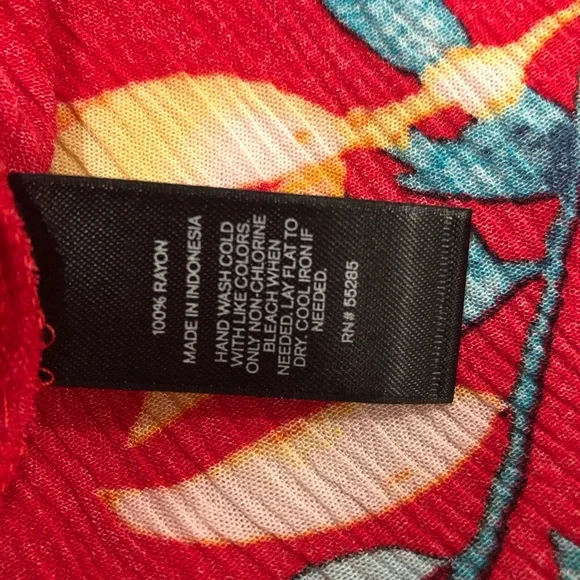 100% RAYON
MADE IN INDONESIA
HAND WASH COLD
WITH LIKE COLORS.
ONLY NON-CHLORINE
BLEACH WHEN
NEEDED. LAY FLAT TO
DRY. COOL IRON IF
NEEDED.
RN# 55285